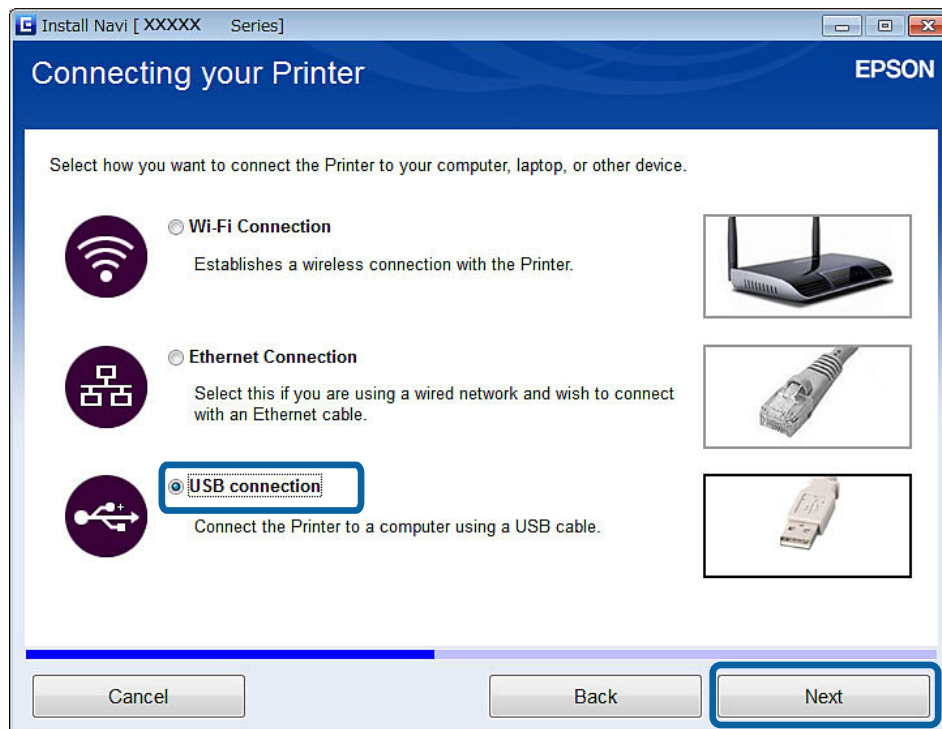 Install Navi [ XXXXX Series]
Connecting your Printer
EPSON
Select how you want to connect the Printer to your computer, laptop, or other device.
Wi-Fi Connection
Establishes a wireless connection with the Printer.
Ethernet Connection
Select this if you are using a wired network and wish to connect
with an Ethernet cable.
USB connection
Connect the Printer to a computer using a USB cable.
Cancel
Back
Next